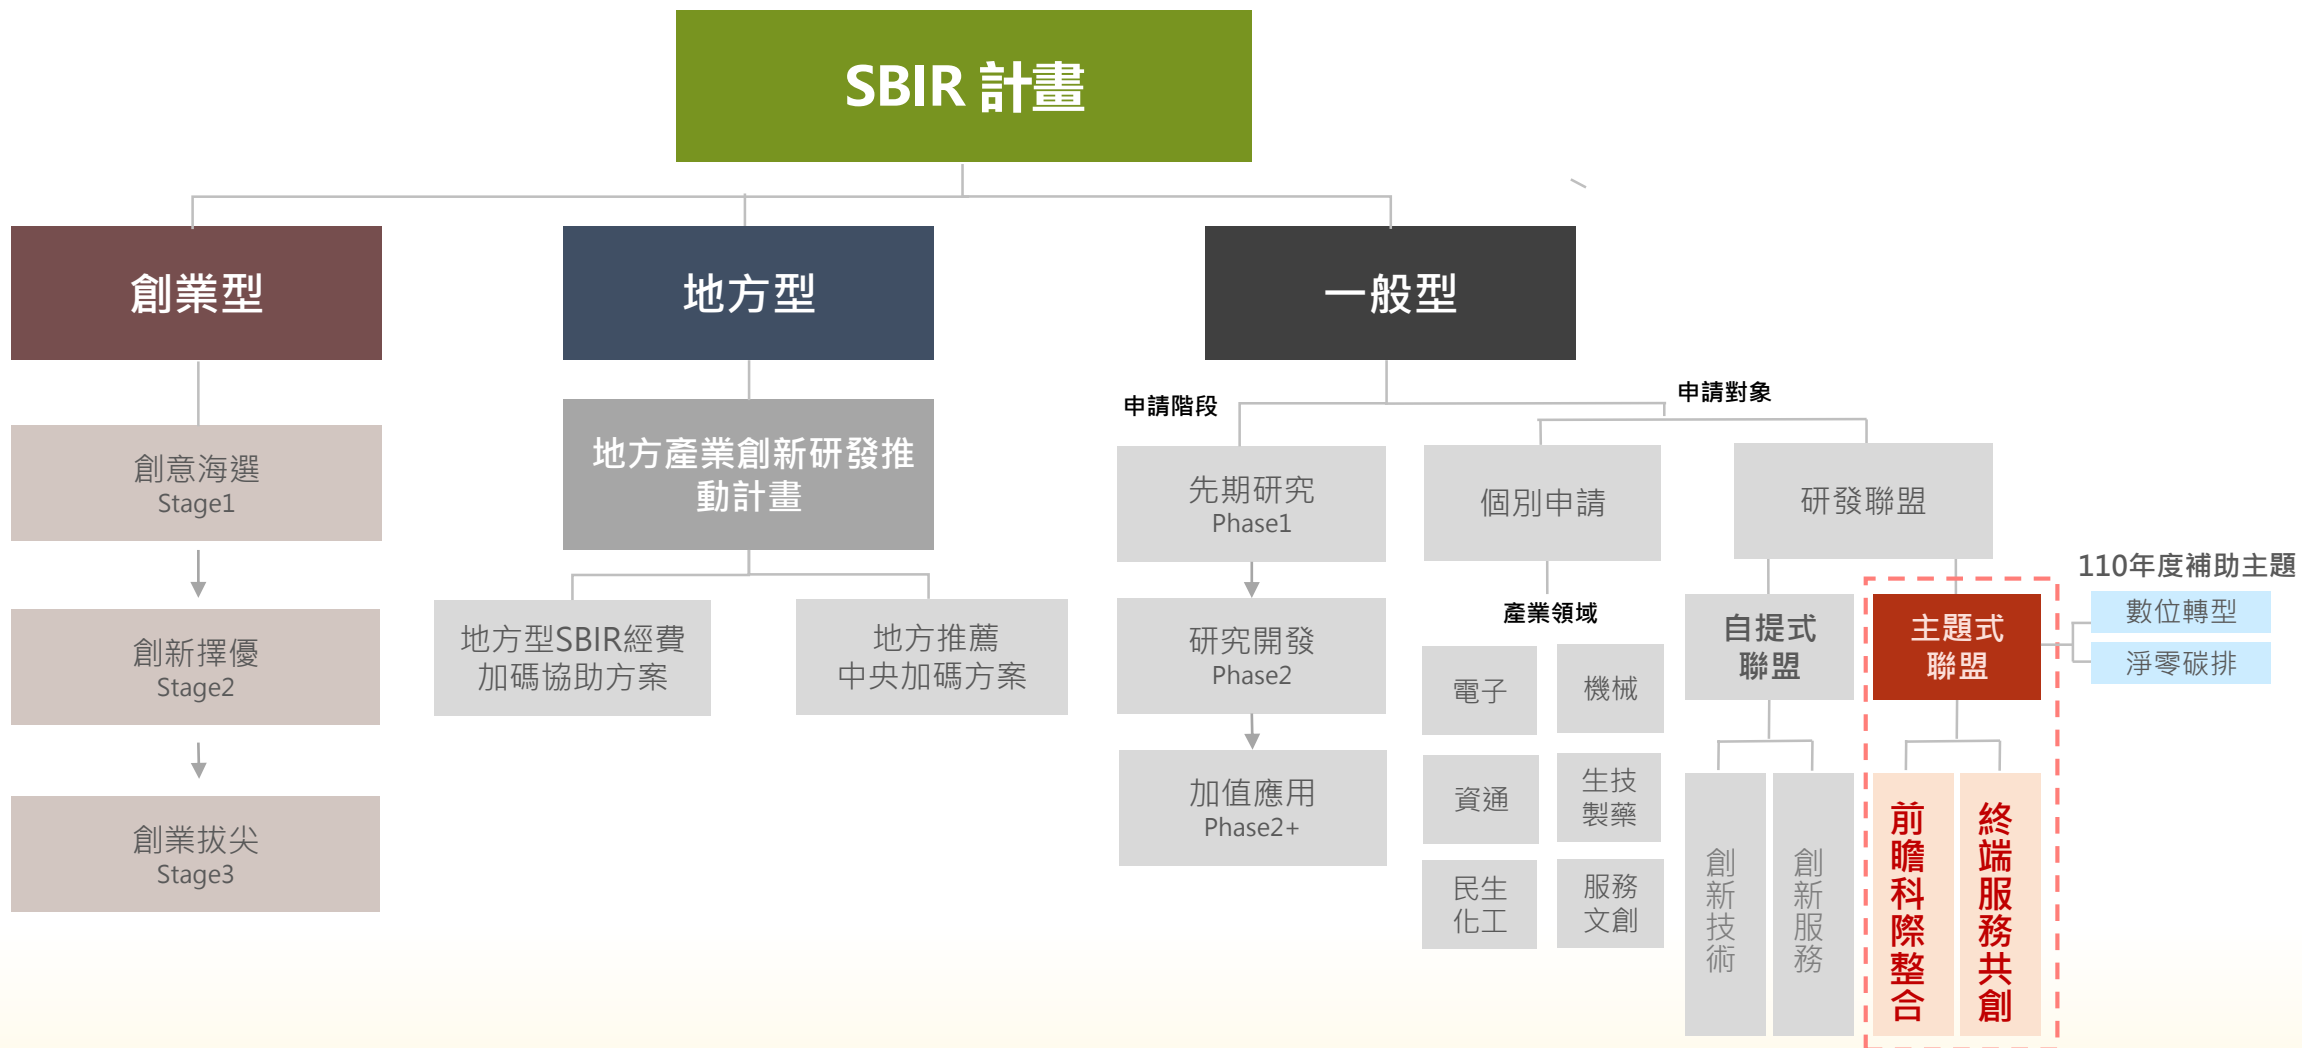 SBIR 計畫
創業型
地方型
一般型
創意海選
Stage1
創新擇優
Stage2
創業拔尖
Stage3
地方產業創新研發推
動計畫
地方型SBIR經費
加碼協助方案
地方推薦
中央加碼方案
申請階段
申請對象
先期研究
Phase1
研究開發
Phase2
加值應用
Phase2+
個別申請
產業領域
電子
機械
資通
生技
製藥
民生
化工
服務
文創
研發聯盟
自提式
聯盟
創新技術
創新服務
主題式
聯盟
前瞻科際整合
終端服務共創
110年度補助主題
數位轉型
淨零碳排